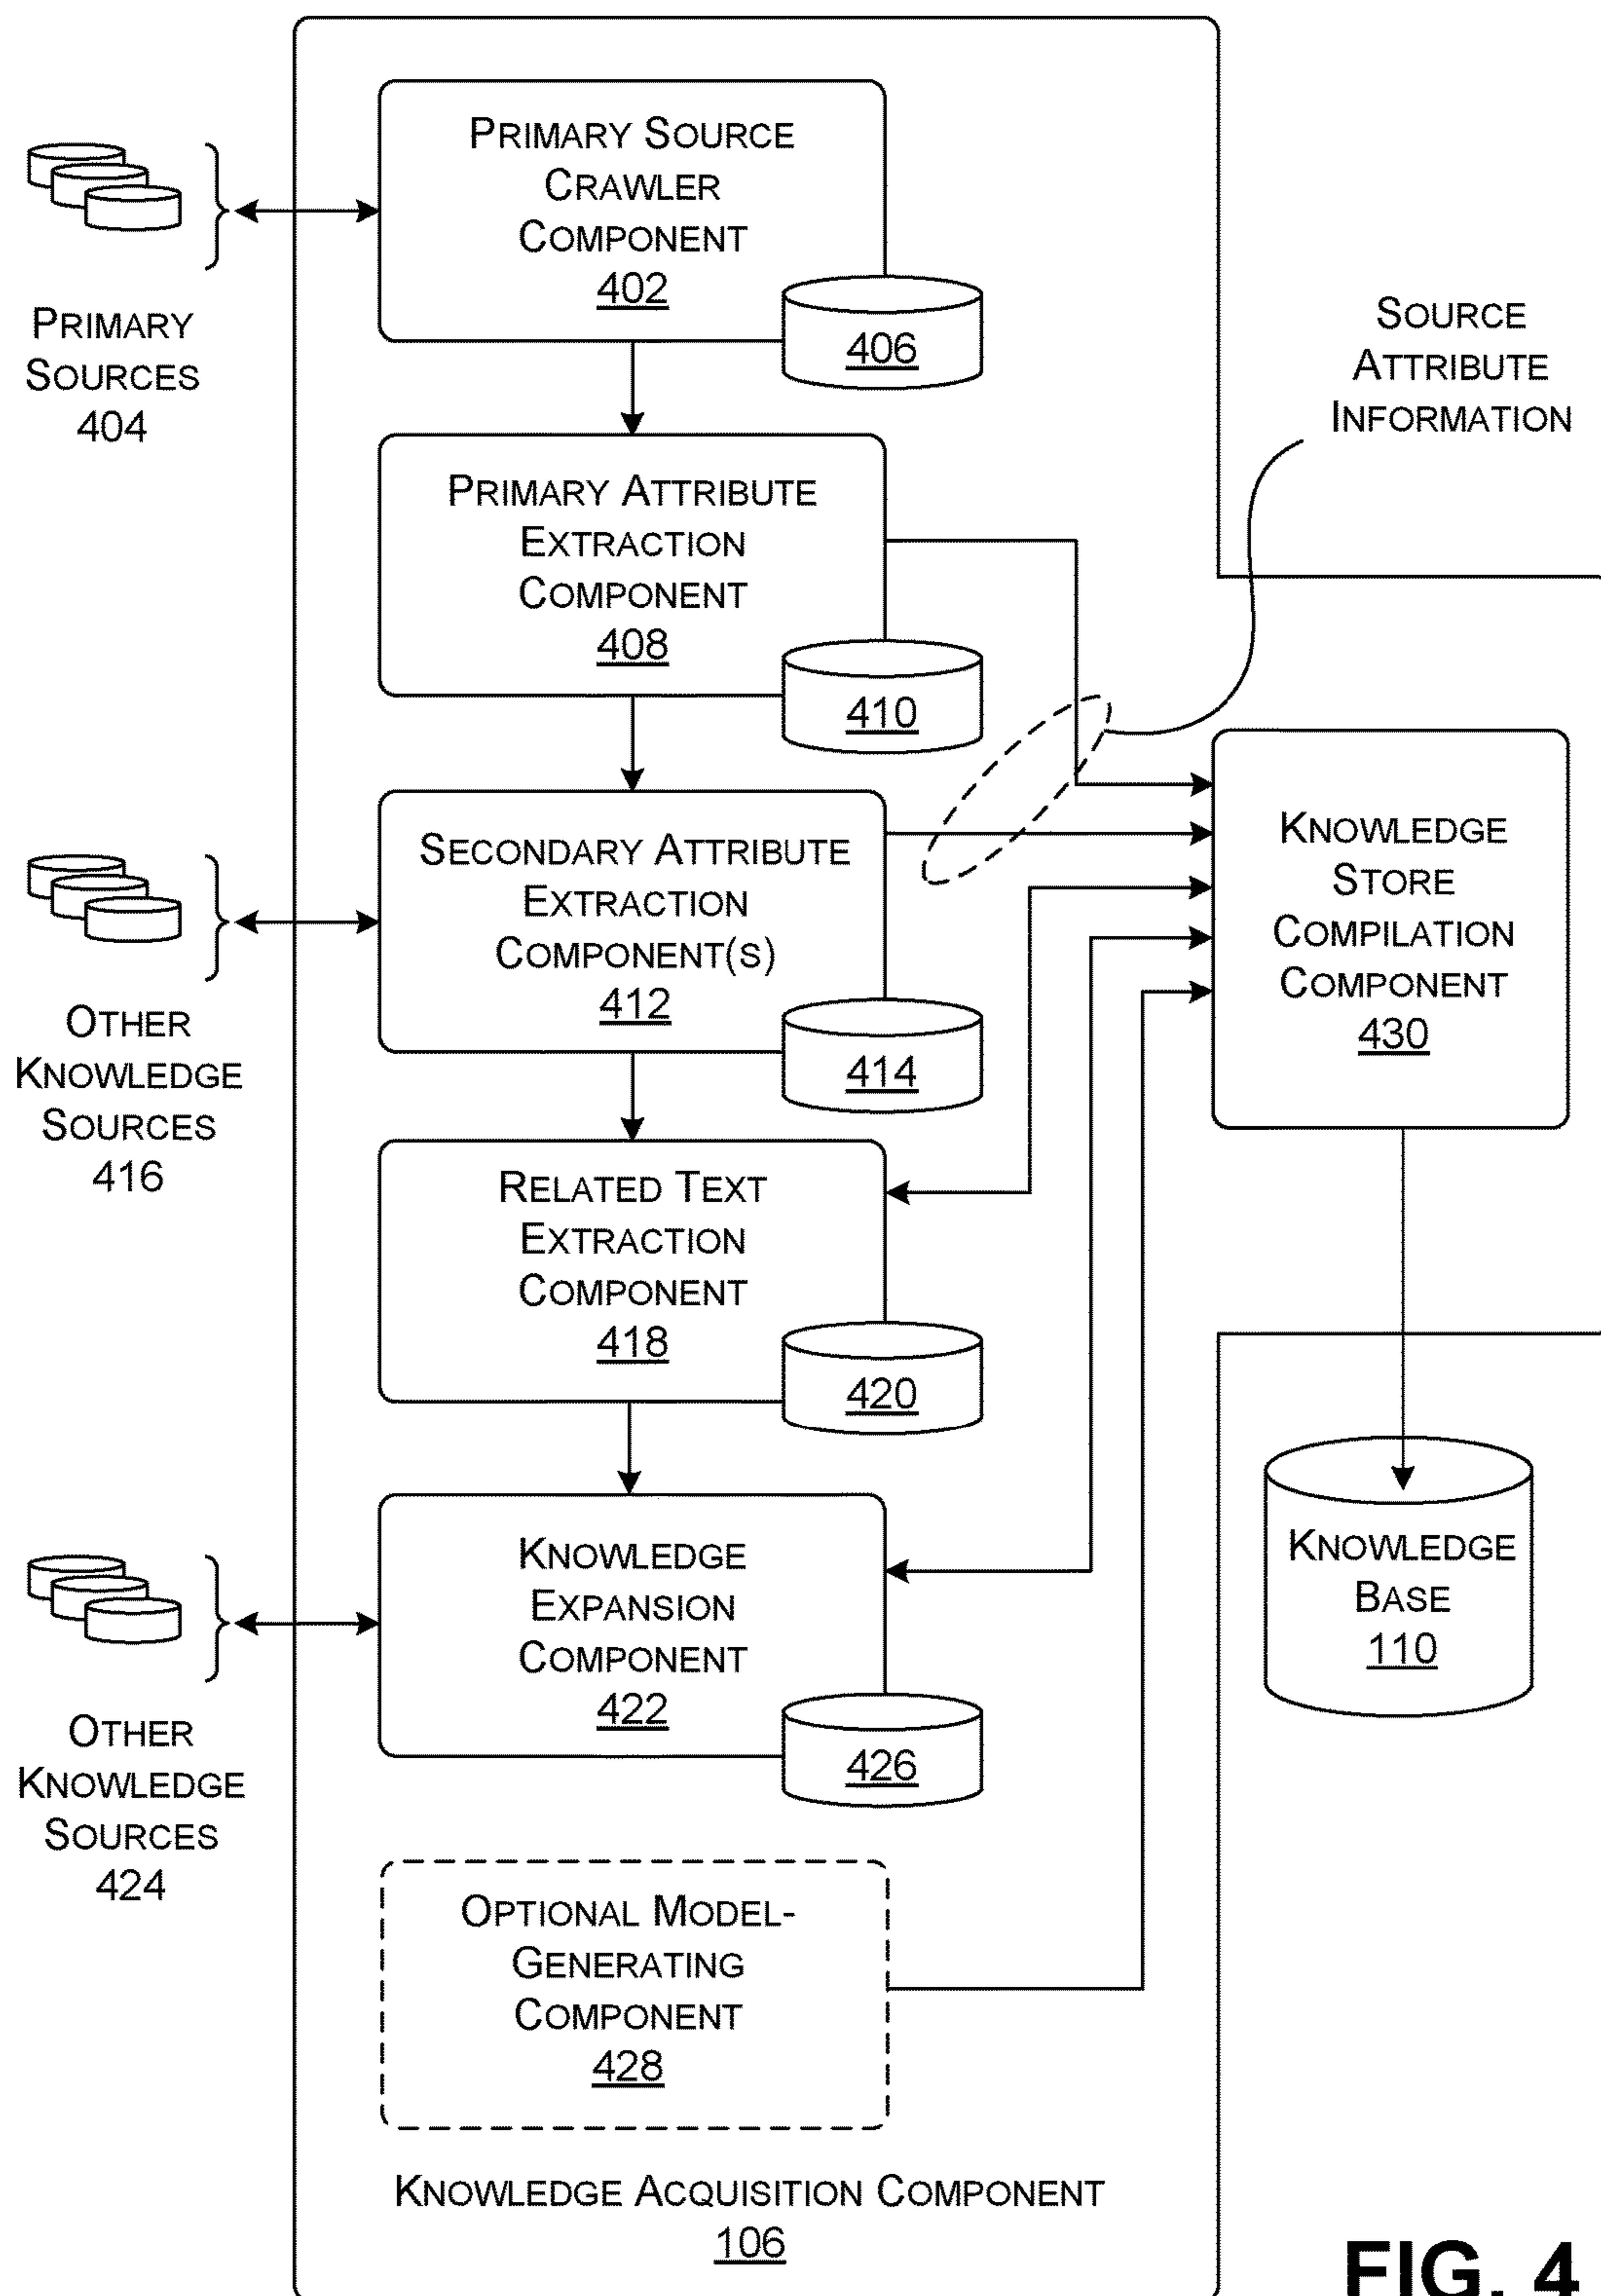 PRIMARY SOURCE
CRAWLER
COMPONENT
402
406
PRIMARY
SOURCES
404
SOURCE
ATTRIBUTE
INFORMATION
PRIMARY ATTRIBUTE
EXTRACTION
COMPONENT
408
410
SECONDARY ATTRIBUTE
EXTRACTION
COMPONENT(S)
412
414
OTHER
KNOWLEDGE
SOURCES
416
KNOWLEDGE
STORE
COMPILATION
COMPONENT
430
RELATED TEXT
EXTRACTION
COMPONENT
418
420
KNOWLEDGE
EXPANSION
COMPONENT
422
426
OTHER
KNOWLEDGE
SOURCES
424
KNOWLEDGE
BASE
110
OPTIONAL MODEL-
GENERATING
COMPONENT
428
KNOWLEDGE ACQUISITION COMPONENT
106
FIG. 4